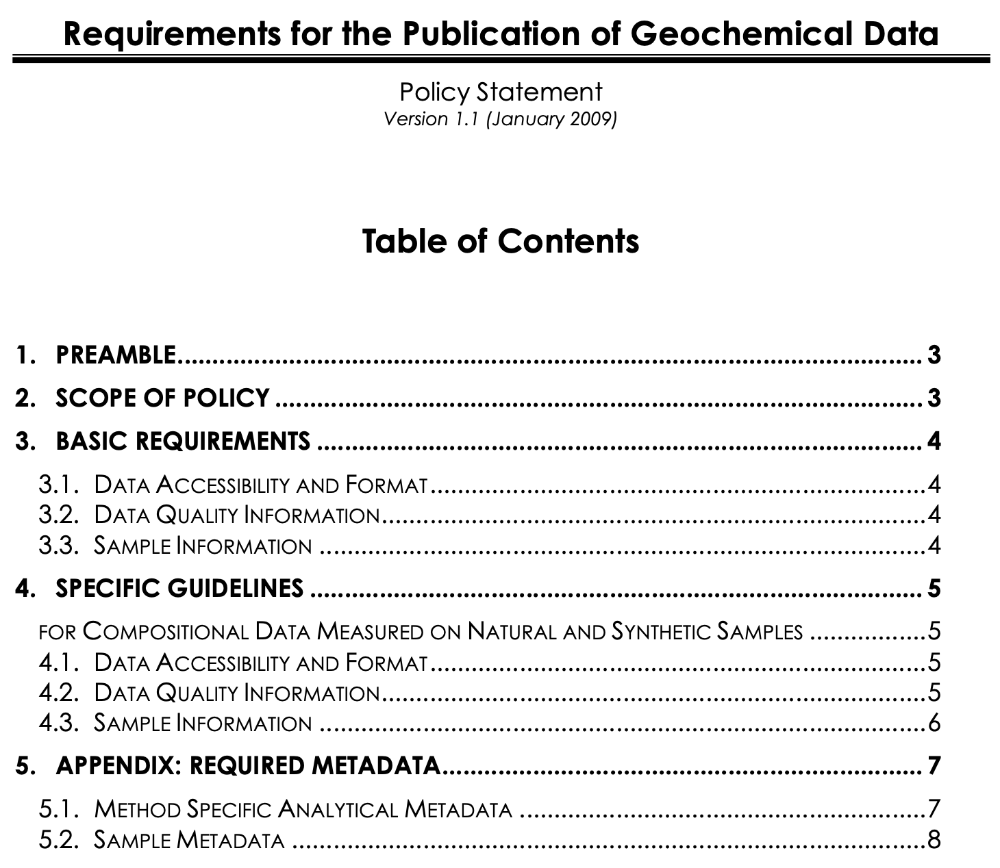 Requirements for the Publication of Geochemical Data
Policy Statement
Version 1.1 (January 2009)
Table of Contents
1. PREAMBLE.......................................................................................... 3
2. SCOPE OF POLICY .............................................................................. 3
3. BASIC REQUIREMENTS ......................................................................... 4
3.1. DATA ACCESSIBILITY AND FORMAT............................................................4
3.2. DATA QUALITY INFORMATION..................................................................4
3.3. SAMPLE INFORMATION .........................................................................4
4. SPECIFIC GUIDELINES .......................................................................... 5
FOR COMPOSITIONAL DATA MEASURED ON NATURAL AND SYNTHETIC SAMPLES .................5
4.1. DATA ACCESSIBILITY AND FORMAT............................................................5
4.2. DATA QUALITY INFORMATION..................................................................5
4.3. SAMPLE INFORMATION .........................................................................6
5. APPENDIX: REQUIRED METADATA.......................................................... 7
5.1. METHOD SPECIFIC ANALYTICAL METADATA .................................................7
5.2. SAMPLE METADATA .............................................................................8